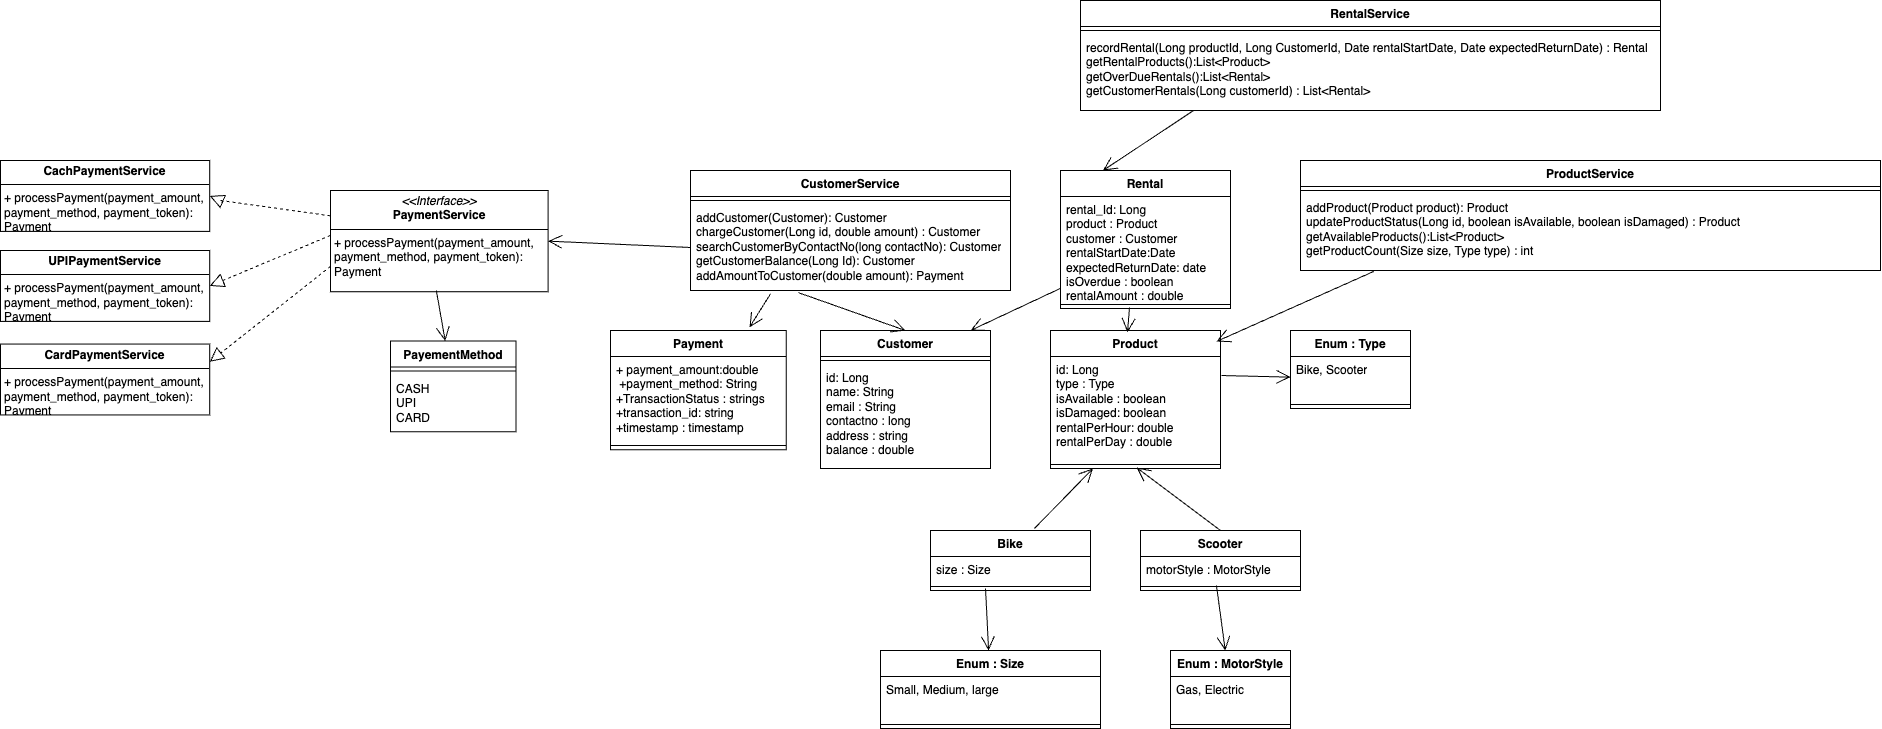 RentalService
recordRental(Long productId, Long CustomerId, Date rentalStartDate, Date expectedReturnDate) : Rental
getRentalProducts():List<Product>
getOverDueRentals():List<Rental>
getCustomerRentals(Long customerId) : List<Rental>
CachPaymentService
+ processPayment(payment_amount,
payment_method, payment_token):
Payment
UPIPaymentService
+ processPayment(payment_amount,
payment_method, payment_token):
Payment
CardPaymentService
+ processPayment(payment_amount,
payment_method, payment_token):
Payment
<<Interface>>
PaymentService
+ processPayment(payment_amount,
payment_method, payment_token):
Payment
PayementMethod
CASH
UPI
CARD
CustomerService
addCustomer(Customer): Customer
chargeCustomer(Long id, double amount) : Customer
searchCustomerByContactNo(long contactNo): Customer
getCustomerBalance(Long Id): Customer
addAmountToCustomer(double amount): Payment
Rental
rental_Id: Long
product : Product
customer : Customer
rentalStartDate:Date
expectedReturnDate: date
isOverdue : boolean
rentalAmount : double
ProductService
addProduct(Product product): Product
updateProductStatus(Long id, boolean isAvailable, boolean isDamaged) : Product
getAvailableProducts():List<Product>
getProductCount(Size size, Type type) : int
Payment
+ payment_amount:double
+payment_method: String
+TransactionStatus : strings
+transaction_id: string
+timestamp : timestamp
Customer
id: Long
name: String
email : String
contactno : long
address : string
balance : double
Product
id: Long
type : Type
isAvailable : boolean
isDamaged: boolean
rentalPerHour: double
rentalPerDay : double
Enum : Type
Bike, Scooter
Bike
size : Size
Scooter
motorStyle : MotorStyle
Enum : Size
Small, Medium, large
Enum : MotorStyle
Gas, Electric